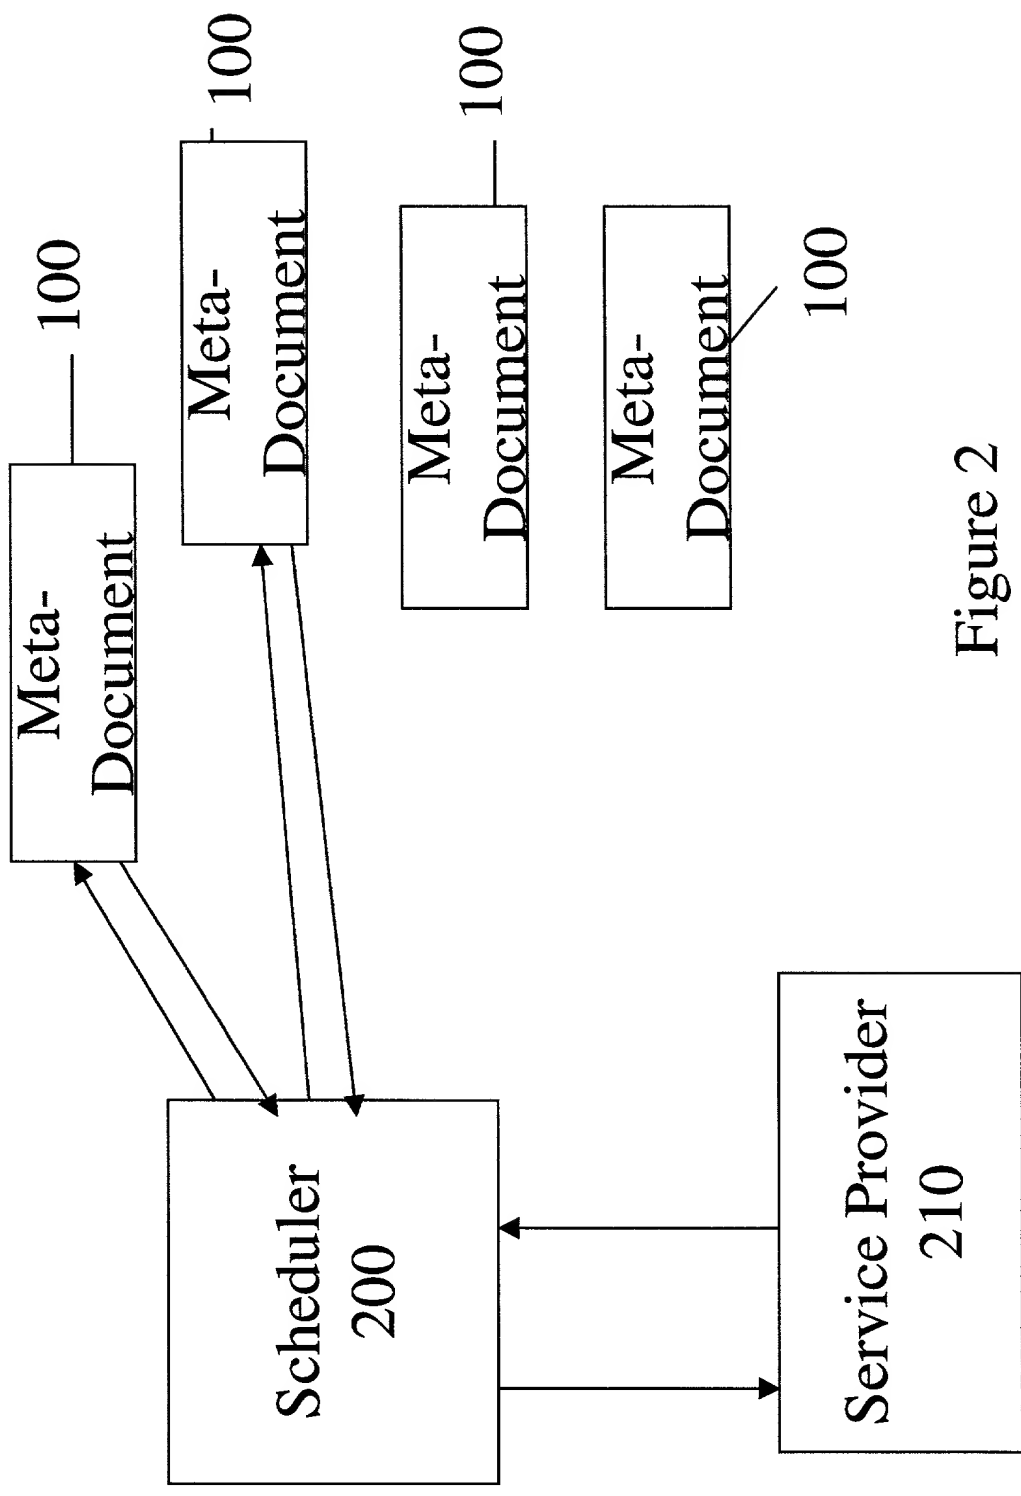 Meta-
Document
100
Meta-
Document
100
Meta-
Document
100
Meta-
Document
100
Scheduler
200
Service Provider
210
Figure 2